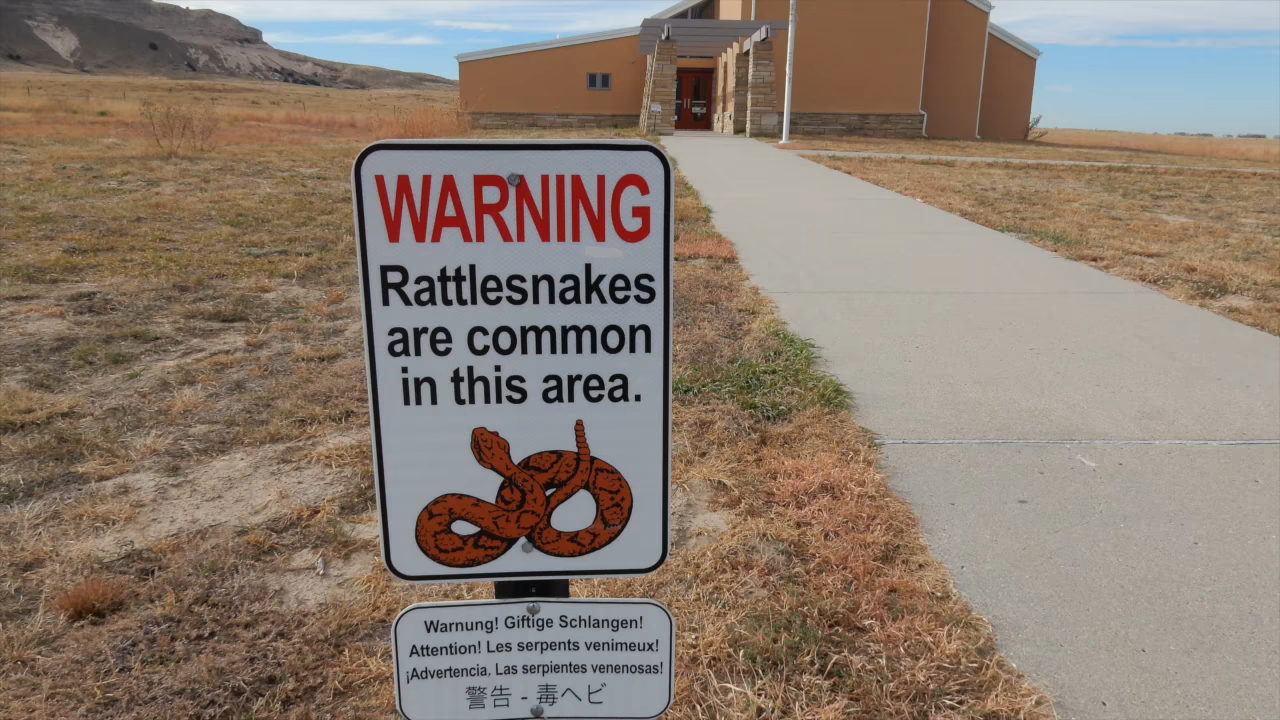 WARNING
Rattlesnakes
are common
in this area.
Warnung! Giftige Schlangen!
Attention! Les serpents venimeux!
¡Advertencia, Las serpientes venenosas!
警告 - 毒ヘビ